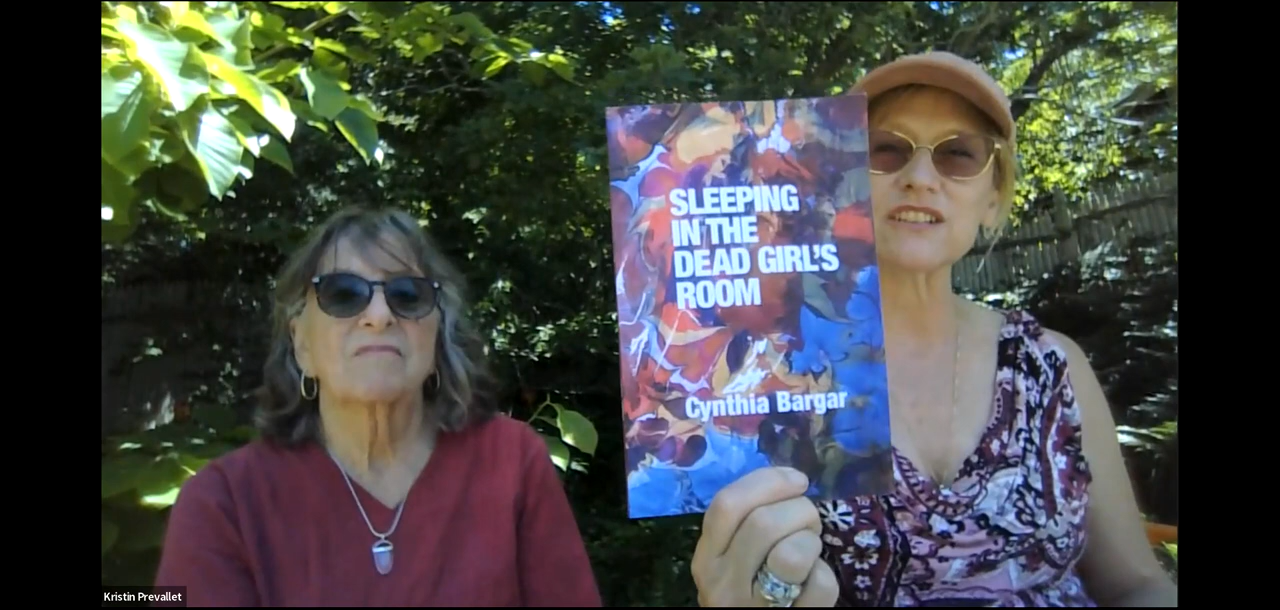 SLEEPING
IN THE
DEAD GIRL'S
ROOM
Cynthia Bargar
Kristin Prevallet